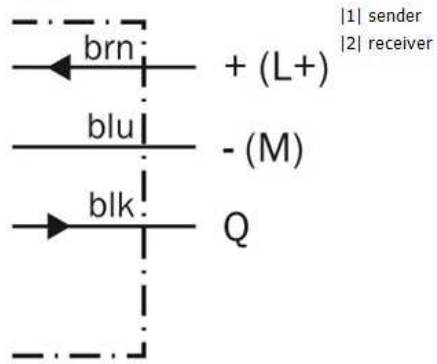 |1| sender
|2| receiver
brn + (L+)
blu - (M)
blk Q